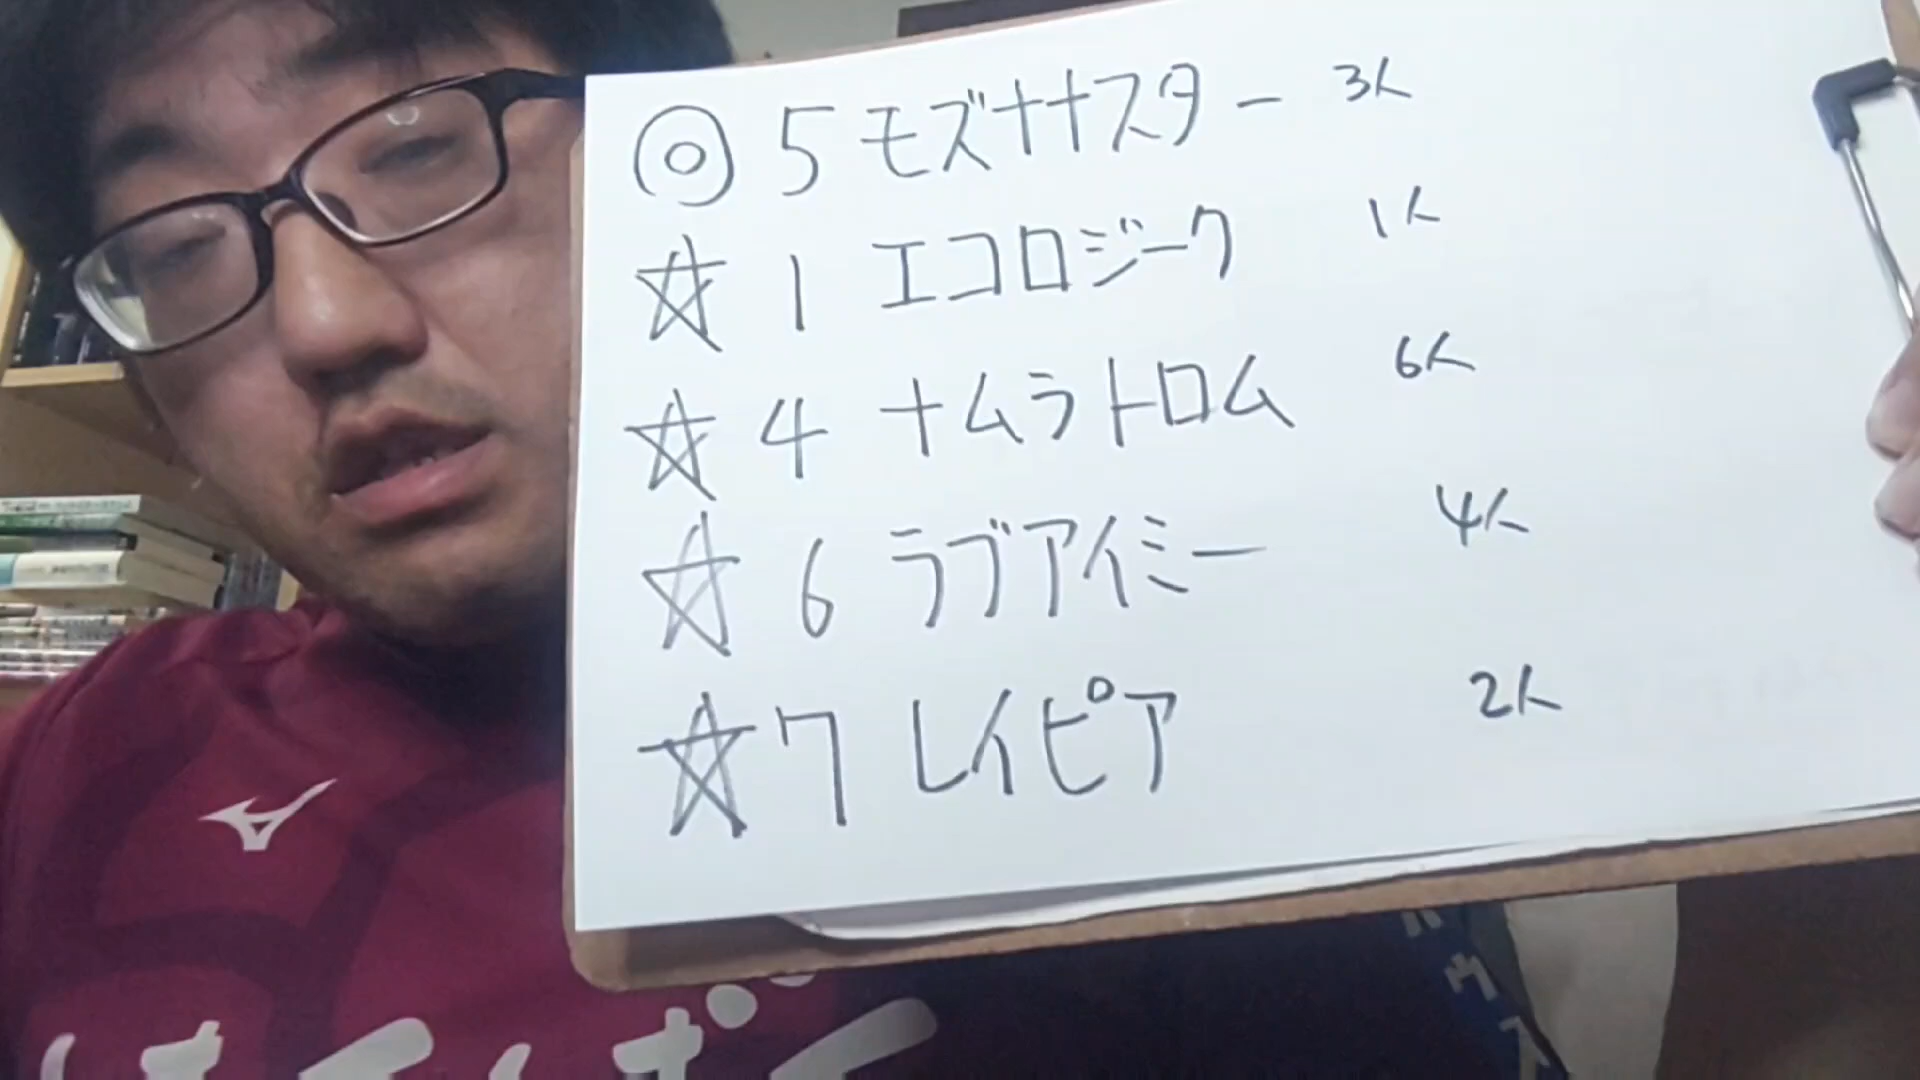 ◎ 5 モズナナスター 3人
☆ 1 エコロジーク 1人
☆ 4 ナムラトロム 6人
☆ 6 ラブアイミー 4人
☆ 7 レイピア 2人